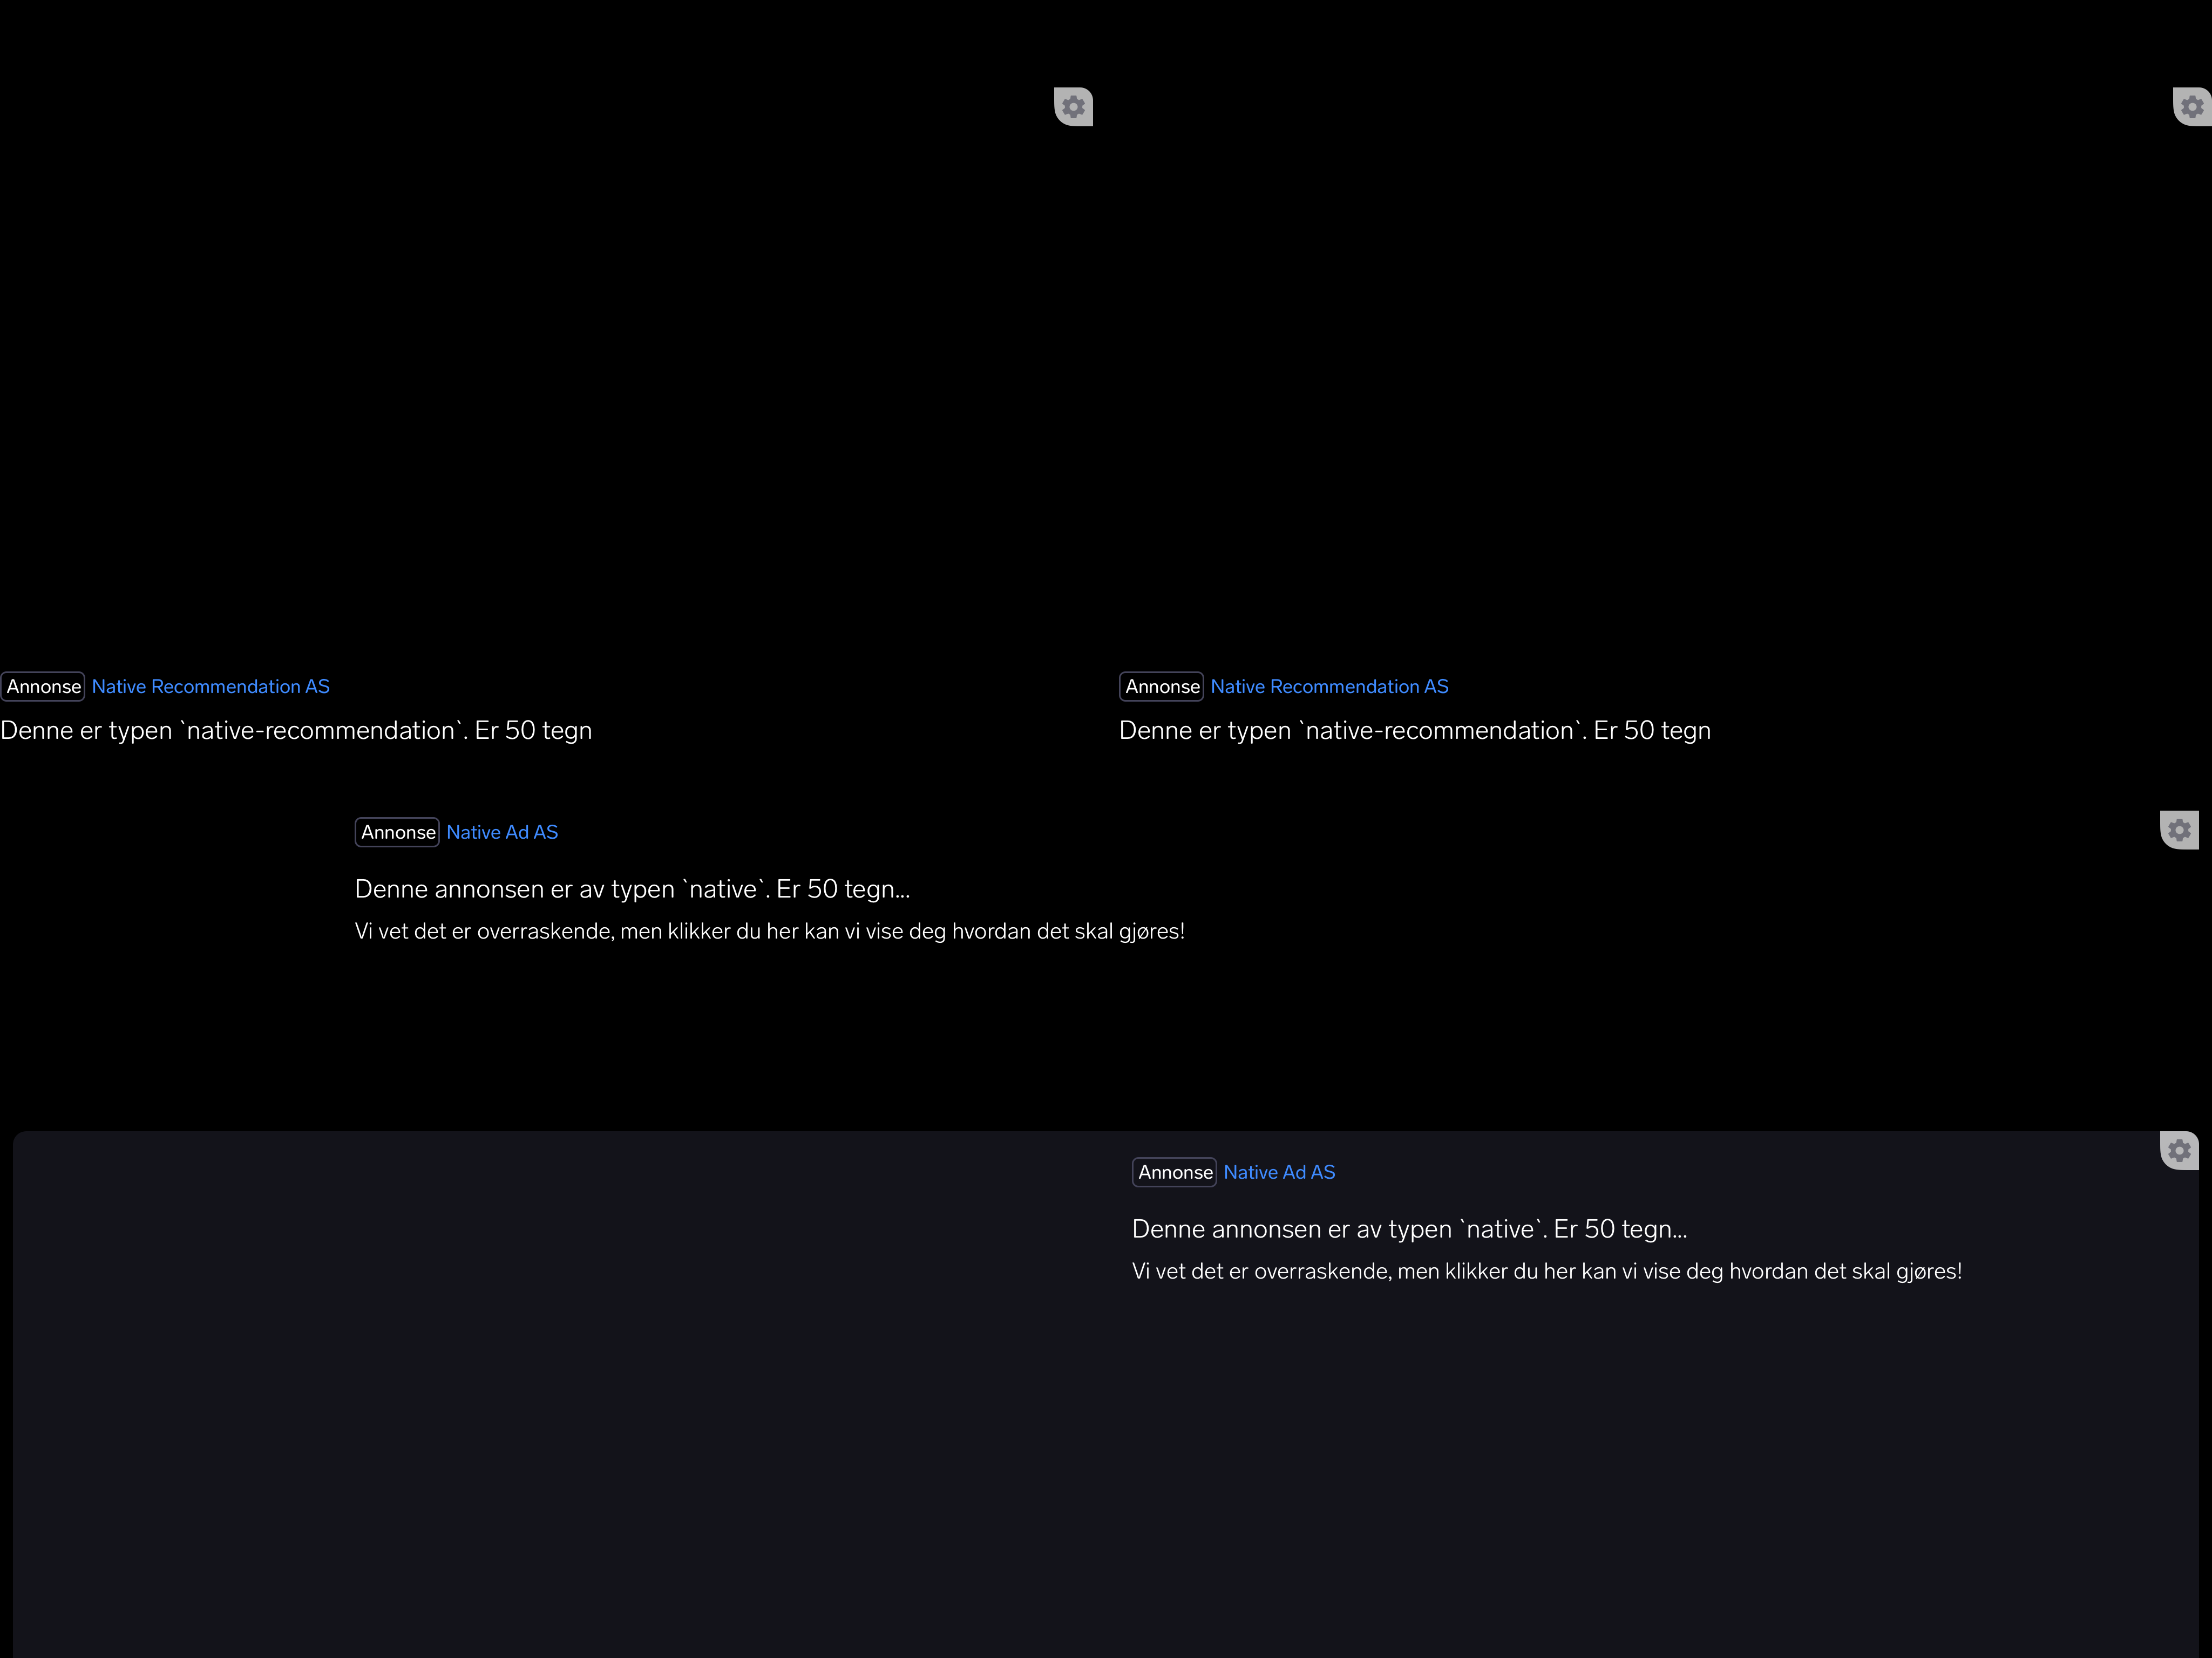 Annonse Native Recommendation AS
Denne er typen `native-recommendation`. Er 50 tegn
Annonse Native Recommendation AS
Denne er typen `native-recommendation`. Er 50 tegn
Annonse Native Ad AS
Denne annonsen er av typen `native`. Er 50 tegn...
Vi vet det er overraskende, men klikker du her kan vi vise deg hvordan det skal gjøres!
Annonse Native Ad AS
Denne annonsen er av typen `native`. Er 50 tegn...
Vi vet det er overraskende, men klikker du her kan vi vise deg hvordan det skal gjøres!